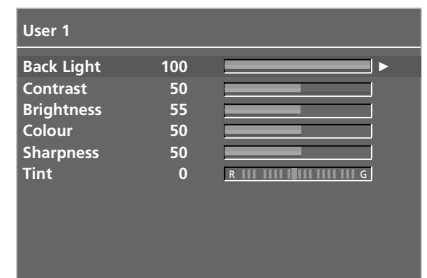 User 1
Back Light 100
Contrast 50
Brightness 55
Colour 50
Sharpness 50
Tint 0 R G